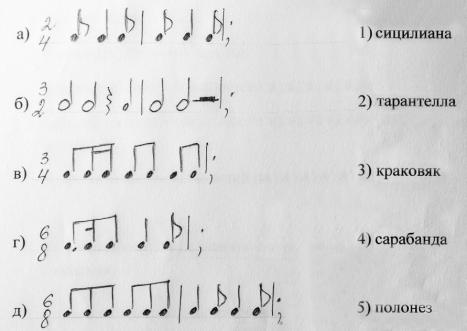 а) 2/4 ; 1) сицилиана
б) 3/2 ; 2) тарантелла
в) 3/4 ; 3) краковяк
г) 6/8 ; 4) сарабанда
д) 6/8 ; 5) полонез